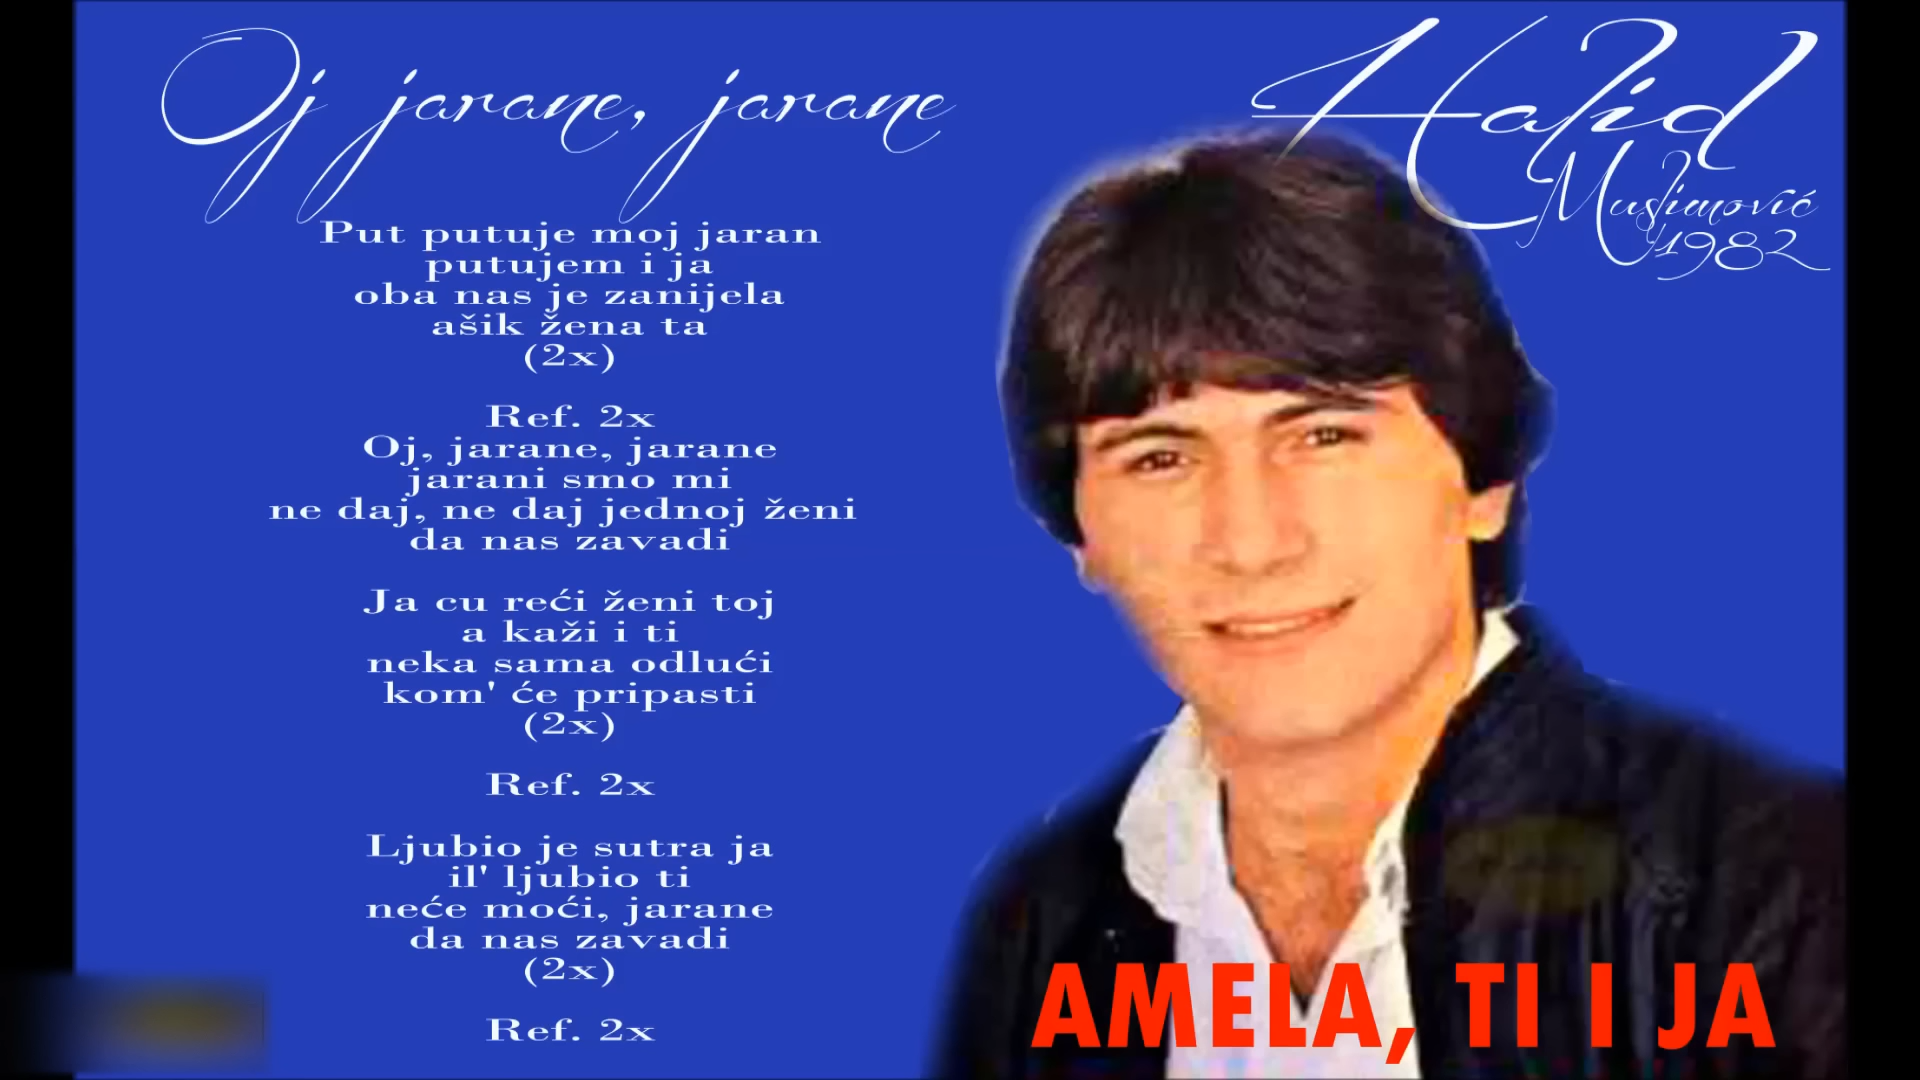 Oj jarane, jarane
Halid
Muslimović
1982
Put putuje moj jaran
putujem i ja
oba nas je zanijela
ašik žena ta
(2x)
Ref. 2x
Oj, jarane, jarane
jarani smo mi
ne daj, ne daj jednoj ženi
da nas zavadi
Ja cu reći ženi toj
a kaži i ti
neka sama odlući
kom' će pripasti
(2x)
Ref. 2x
Ljubio je sutra ja
il' ljubio ti
neće moći, jarane
da nas zavadi
(2x)
Ref. 2x
AMELA, TI I JA